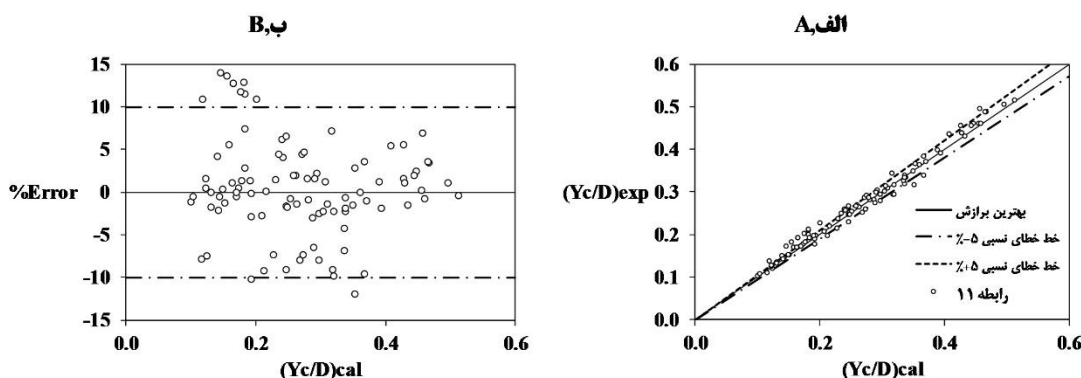 B,ب
15
10
5
0
-5
-10
-15
%Error
0.0
0.2
0.4
0.6
(Yc/D)cal
A,الف
0.6
0.5
0.4
0.3
0.2
0.1
0.0
(Yc/D)exp
0.0
0.2
0.4
0.6
(Yc/D)cal
بهترین برازش
خط خطای نسبی ۵-%
خط خطای نسبی ۵+%
رابطه ۱۱